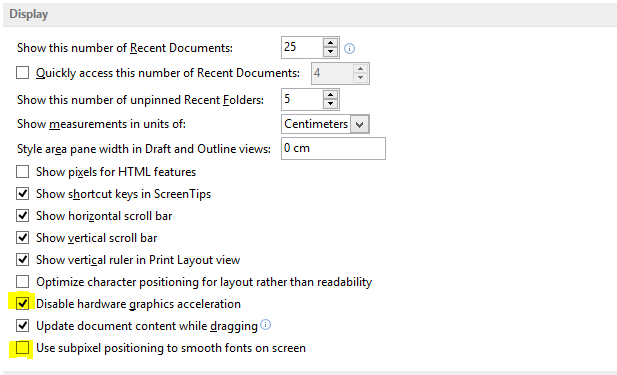 Display
Show this number of Recent Documents: 25
Quickly access this number of Recent Documents: 4
Show this number of unpinned Recent Folders: 5
Show measurements in units of: Centimeters
Style area pane width in Draft and Outline views: 0 cm
Show pixels for HTML features
Show shortcut keys in ScreenTips
Show horizontal scroll bar
Show vertical scroll bar
Show vertical ruler in Print Layout view
Optimize character positioning for layout rather than readability
Disable hardware graphics acceleration
Update document content while dragging
Use subpixel positioning to smooth fonts on screen